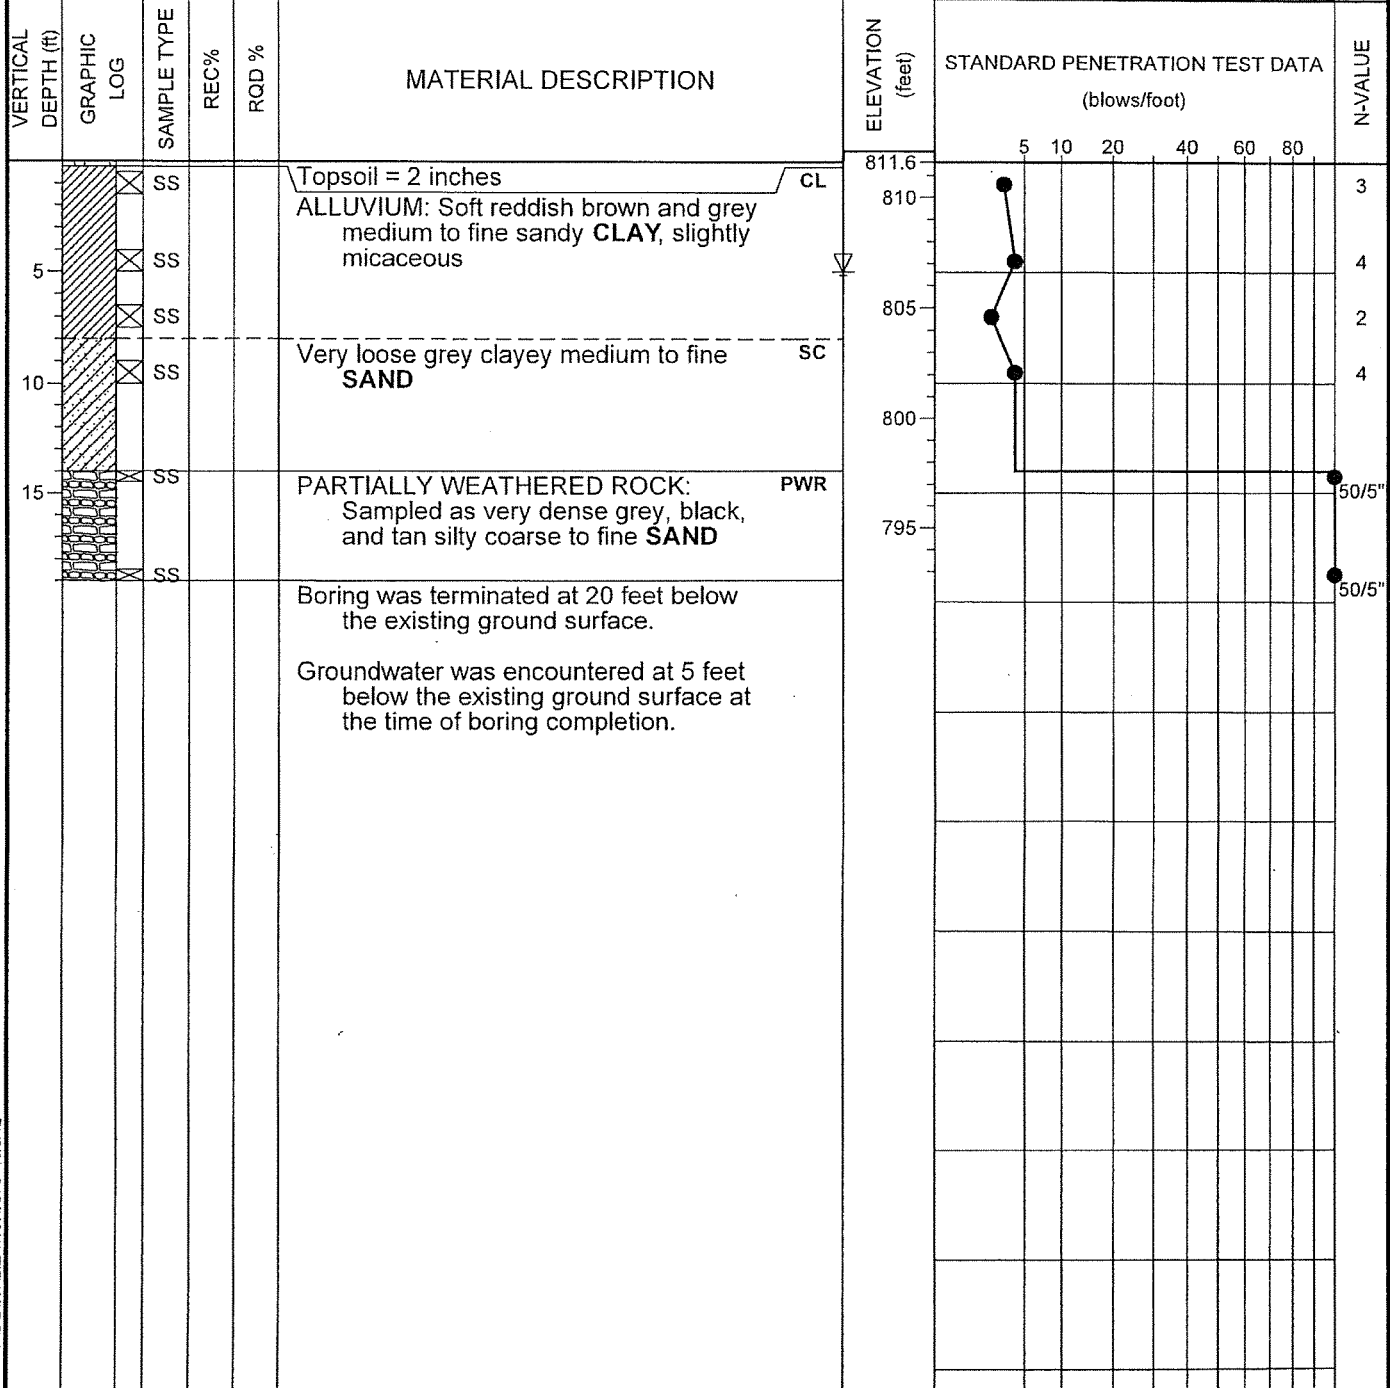 VERTICAL
DEPTH (ft)
GRAPHIC
LOG
SAMPLE TYPE
REC%
RQD %
MATERIAL DESCRIPTION
ELEVATION
(feet)
STANDARD PENETRATION TEST DATA
(blows/foot)
N-VALUE
5 10 20 40 60 80
811.6
SS
Topsoil = 2 inches
CL
810
3
ALLUVIUM: Soft reddish brown and grey
medium to fine sandy CLAY, slightly
micaceous
SS
4
5
SS
805
2
Very loose grey clayey medium to fine
SAND
SC
SS
4
10
800
SS
PARTIALLY WEATHERED ROCK:
Sampled as very dense grey, black,
and tan silty coarse to fine SAND
PWR
15
50/5"
795
SS
50/5"
Boring was terminated at 20 feet below
the existing ground surface.
Groundwater was encountered at 5 feet
below the existing ground surface at
the time of boring completion.